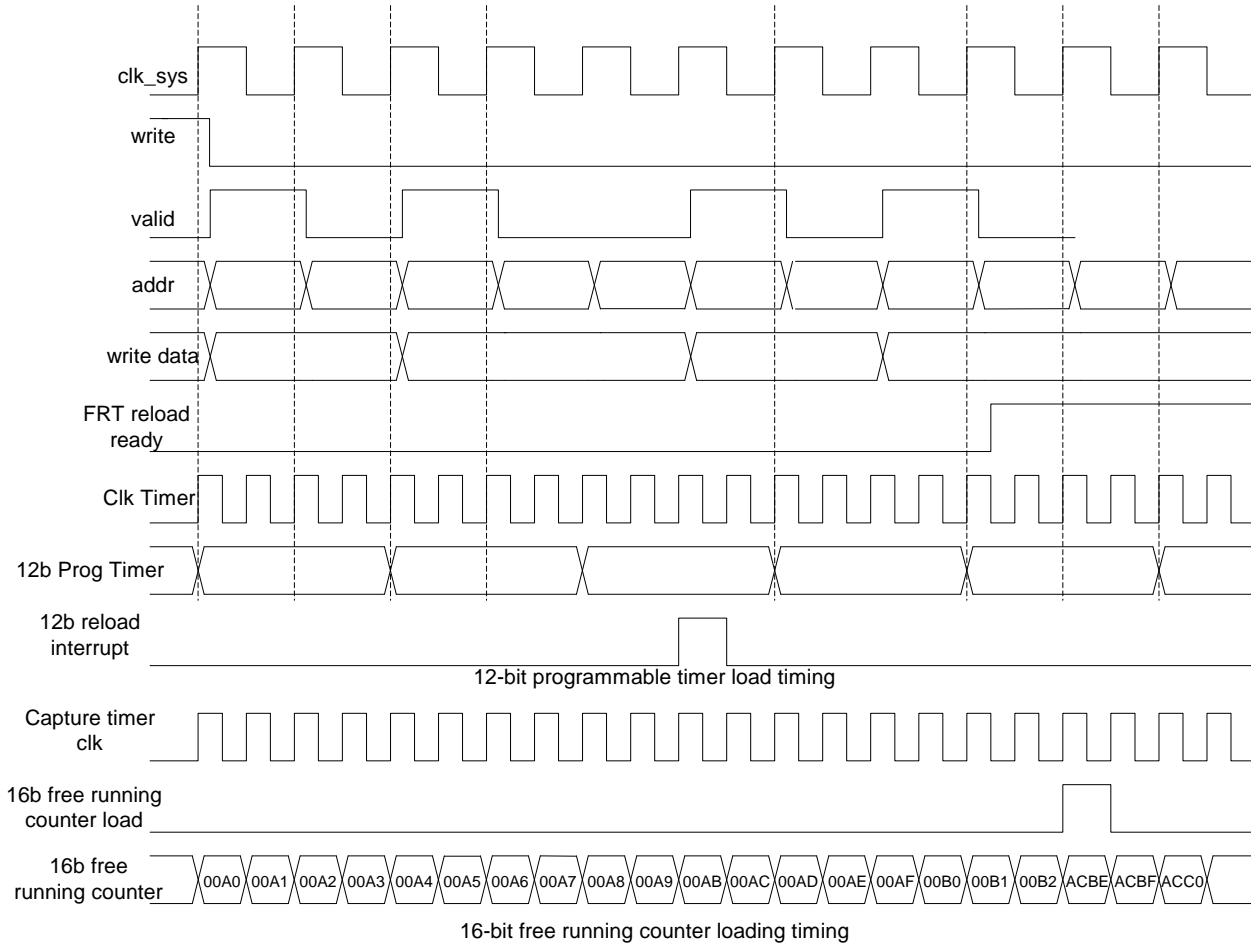 clk_sys
write
valid
addr
write data
FRT reload
ready
Clk Timer
12b Prog Timer
12b reload
interrupt
12-bit programmable timer load timing
Capture timer
clk
16b free running
counter load
16b free
running counter
00A0 00A1 00A2 00A3 00A4 00A5 00A6 00A7 00A8 00A9 00AB 00AC 00AD 00AE 00AF 00B0 00B1 00B2 ACBE ACBF ACC0
16-bit free running counter loading timing